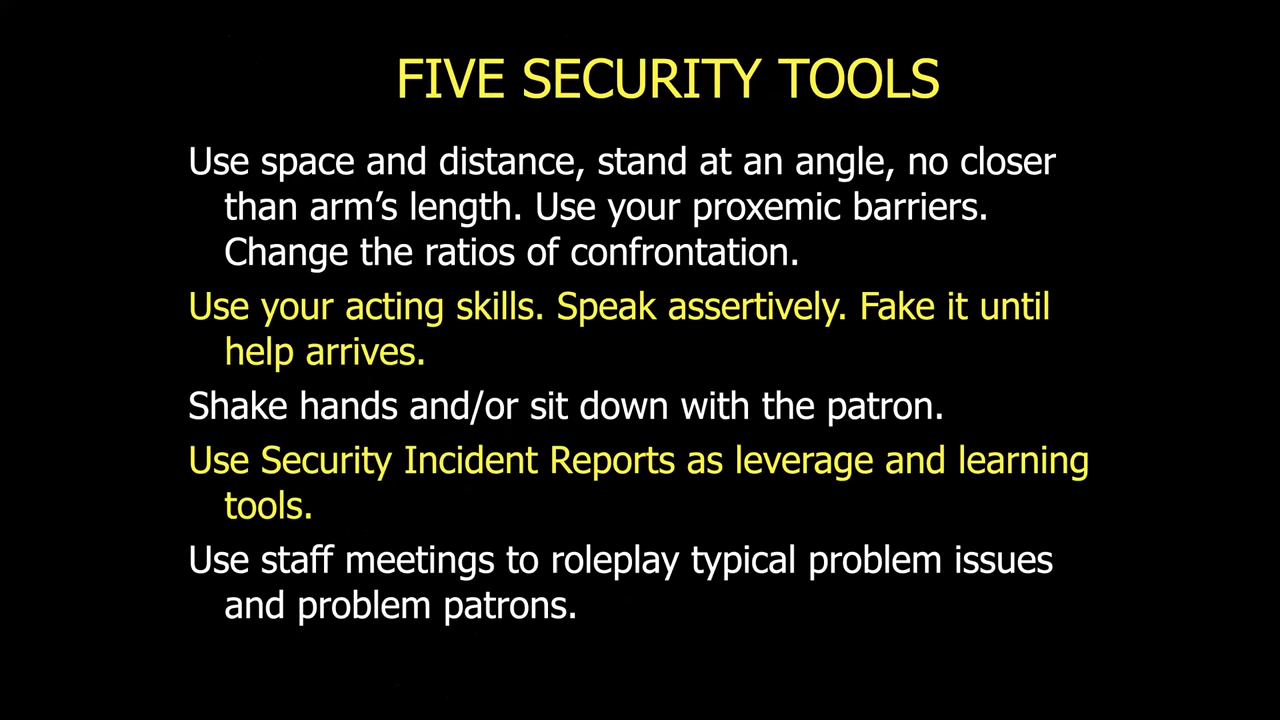 FIVE SECURITY TOOLS
Use space and distance, stand at an angle, no closer
than arm’s length. Use your proxemic barriers.
Change the ratios of confrontation.
Use your acting skills. Speak assertively. Fake it until
help arrives.
Shake hands and/or sit down with the patron.
Use Security Incident Reports as leverage and learning
tools.
Use staff meetings to roleplay typical problem issues
and problem patrons.